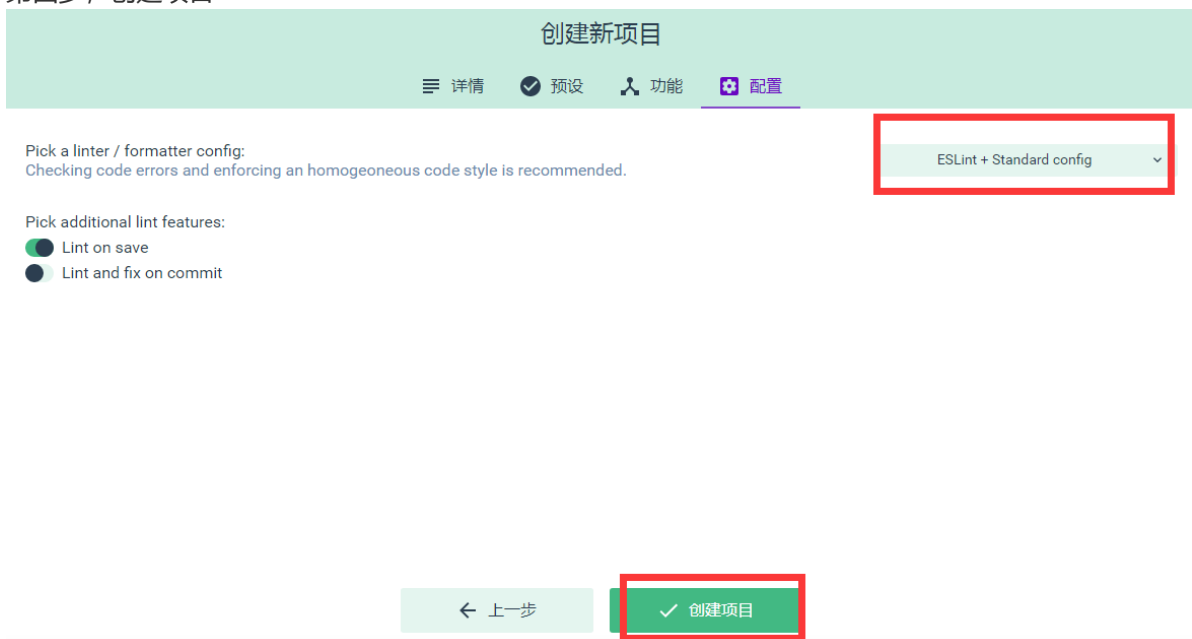 创建新项目
详情 预设 功能 配置
Pick a linter / formatter config:
Checking code errors and enforcing an homogeoneous code style is recommended.
ESLint + Standard config
Pick additional lint features:
Lint on save
Lint and fix on commit
上一步 创建项目